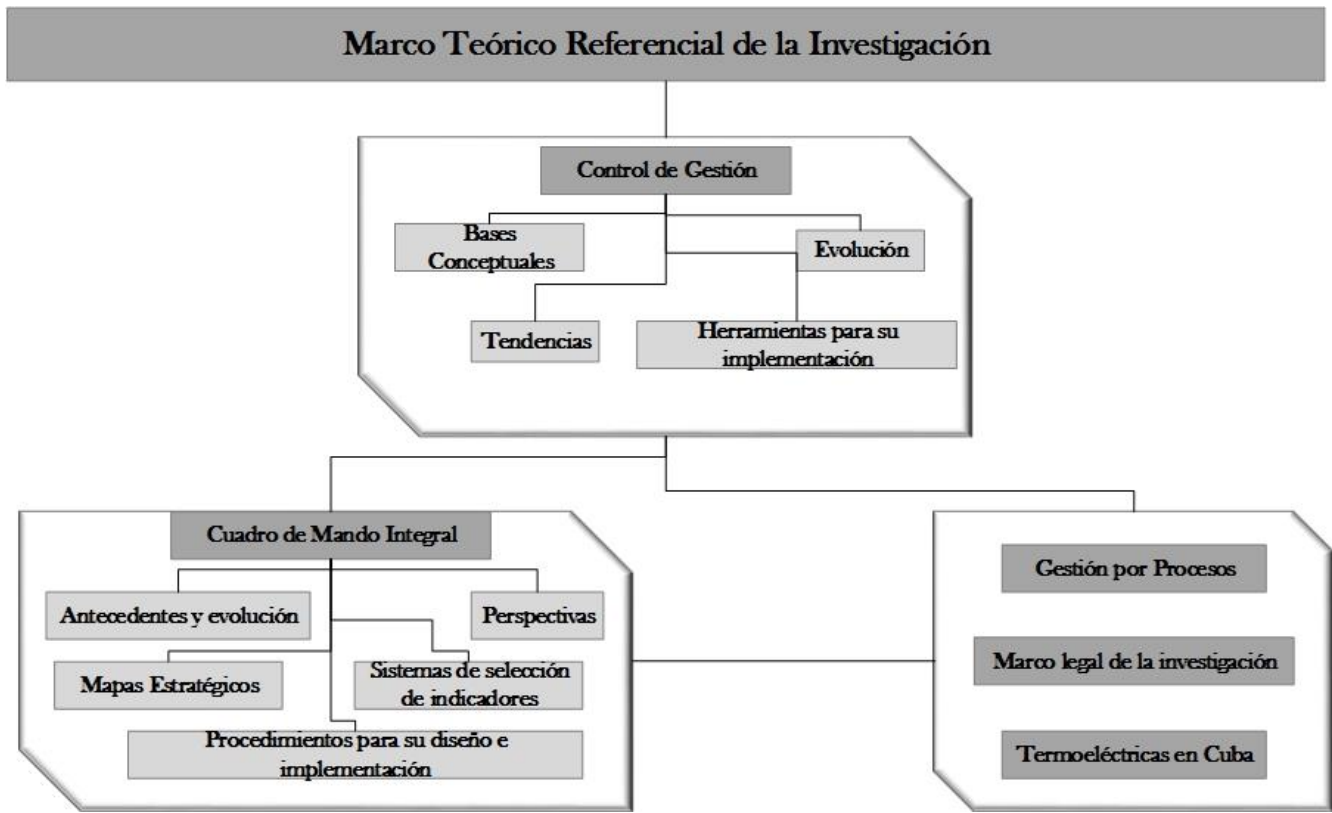 Marco Teórico Referencial de la Investigación
Control de Gestión
Bases
Conceptuales
Evolución
Tendencias
Herramientas para su
implementación
Cuadro de Mando Integral
Antecedentes y evolución
Perspectivas
Mapas Estratégicos
Sistemas de selección
de indicadores
Procedimientos para su diseño e
implementación
Gestión por Procesos
Marco legal de la investigación
Termoeléctricas en Cuba